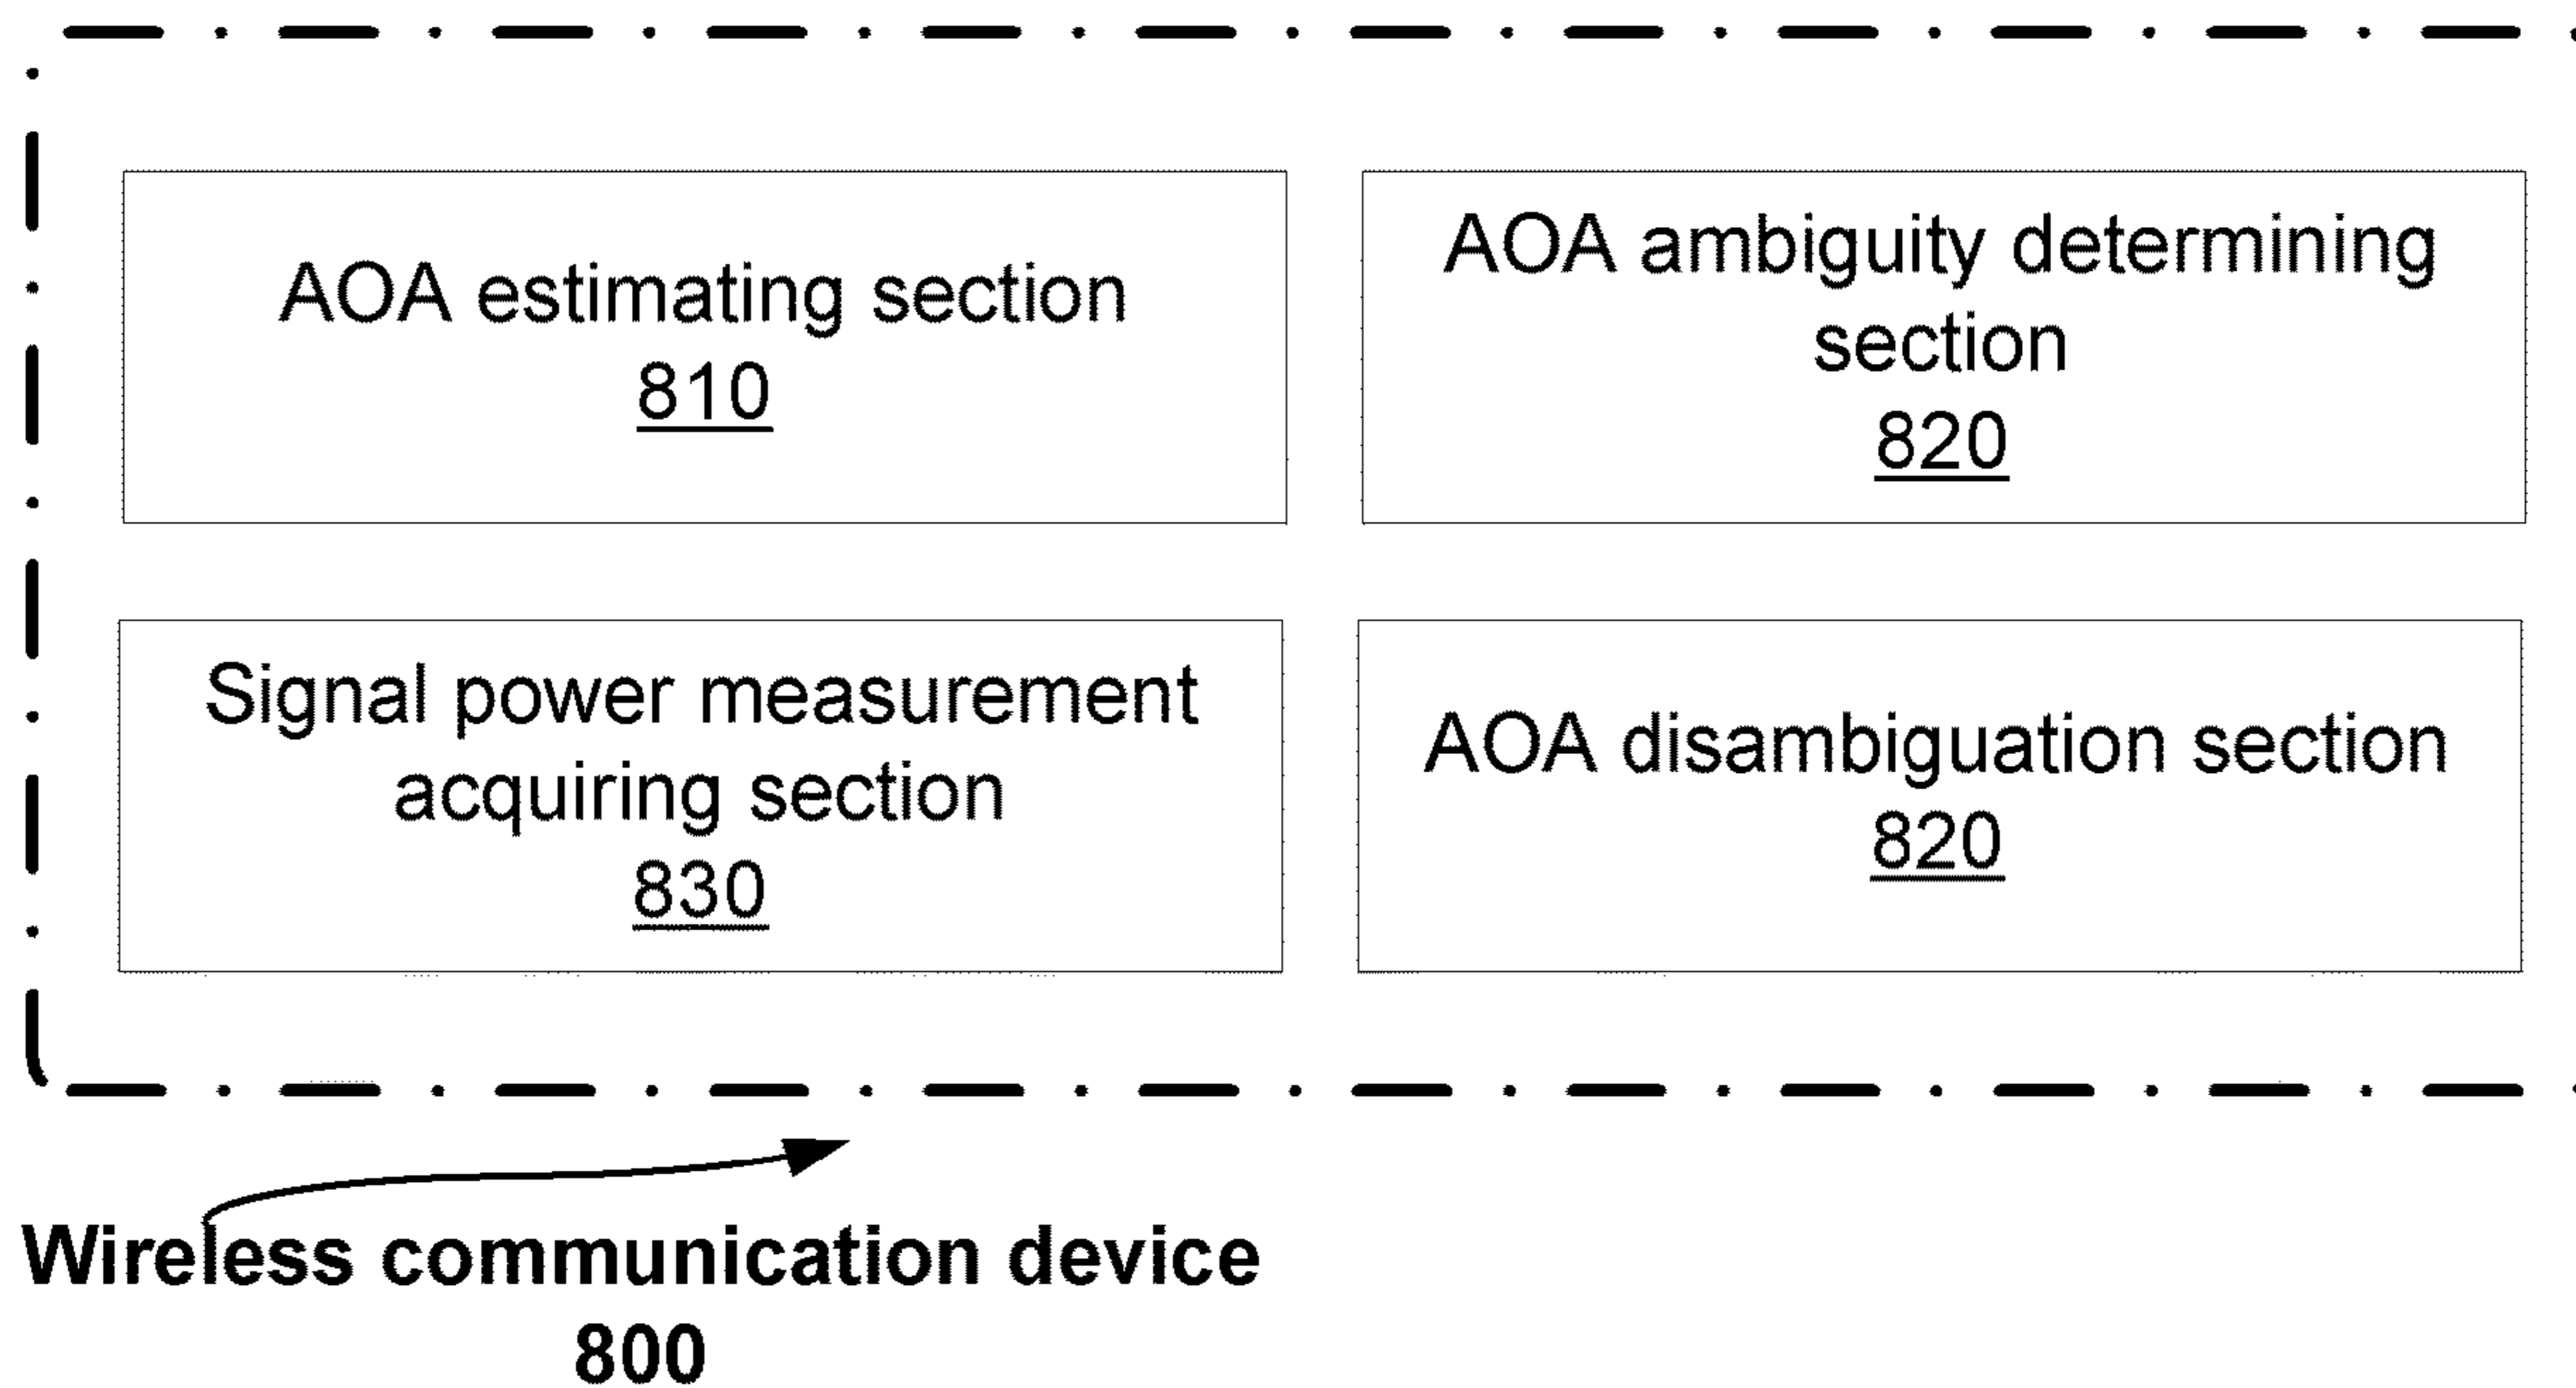 AOA estimating section
810
AOA ambiguity determining
section
820
Signal power measurement
acquiring section
830
AOA disambiguation section
820
Wireless communication device
800